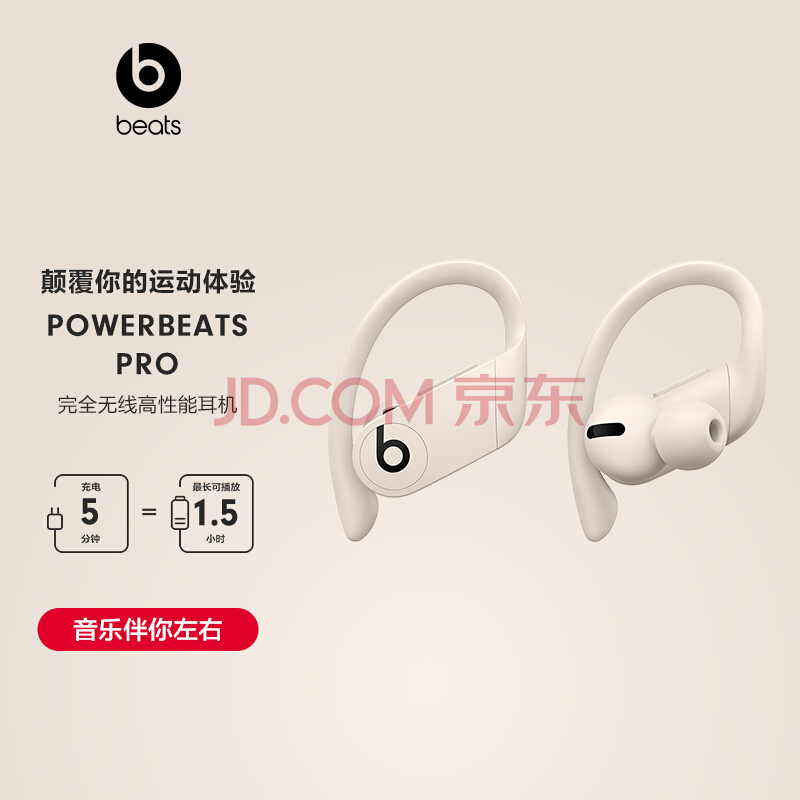 beats
颠覆你的运动体验
POWERBEATS
PRO
完全无线高性能耳机
JD.COM 京东
充电
5
分钟
=
最长可播放
1.5
小时
音乐伴你左右